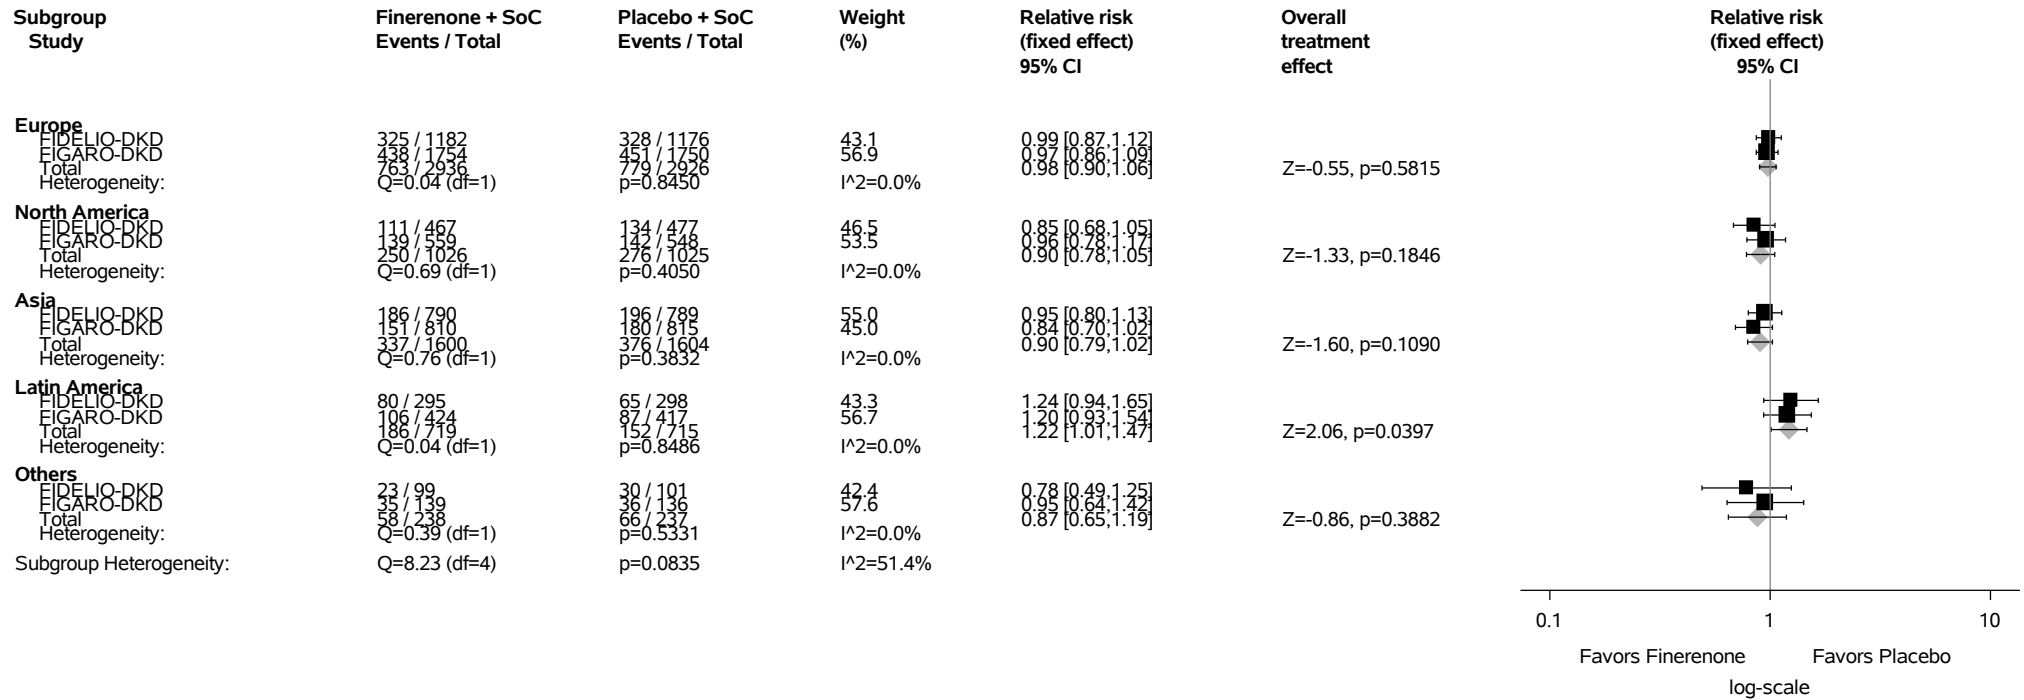 Subgroup Finerenone + SoC Placebo + SoC Weight Relative risk Overall Relative risk
Study Events / Total Events / Total (%) (fixed effect) treatment (fixed effect)
95% CI effect 95% CI
Europe
FIDELIO-DKD 325 / 1182 328 / 1176 43.1 0.99 [0.87,1.12]
FIGARO-DKD 438 / 1754 451 / 1750 56.9 0.97 [0.86,1.09]
Total 763 / 2936 779 / 2926 0.98 [0.90,1.06] Z=-0.55, p=0.5815
Heterogeneity: Q=0.04 (df=1) p=0.8450 I^2=0.0%
North America
FIDELIO-DKD 111 / 467 134 / 477 46.5 0.85 [0.68,1.05]
FIGARO-DKD 139 / 559 142 / 548 53.5 0.96 [0.78,1.17]
Total 250 / 1026 276 / 1025 0.90 [0.78,1.05] Z=-1.33, p=0.1846
Heterogeneity: Q=0.69 (df=1) p=0.4050 I^2=0.0%
Asia
FIDELIO-DKD 186 / 790 196 / 789 55.0 0.95 [0.80,1.13]
FIGARO-DKD 151 / 810 180 / 815 45.0 0.84 [0.70,1.02]
Total 337 / 1600 376 / 1604 0.90 [0.79,1.02] Z=-1.60, p=0.1090
Heterogeneity: Q=0.76 (df=1) p=0.3832 I^2=0.0%
Latin America
FIDELIO-DKD 80 / 295 65 / 298 43.3 1.24 [0.94,1.65]
FIGARO-DKD 106 / 424 87 / 417 56.7 1.20 [0.93,1.54]
Total 186 / 719 152 / 715 1.22 [1.01,1.47] Z=2.06, p=0.0397
Heterogeneity: Q=0.04 (df=1) p=0.8486 I^2=0.0%
Others
FIDELIO-DKD 23 / 99 30 / 101 42.4 0.78 [0.49,1.25]
FIGARO-DKD 35 / 139 36 / 136 57.6 0.95 [0.64,1.42]
Total 58 / 238 66 / 237 0.87 [0.65,1.19] Z=-0.86, p=0.3882
Heterogeneity: Q=0.39 (df=1) p=0.5331 I^2=0.0%
Subgroup Heterogeneity: Q=8.23 (df=4) p=0.0835 I^2=51.4%
0.1 1 10
Favors Finerenone Favors Placebo
log-scale